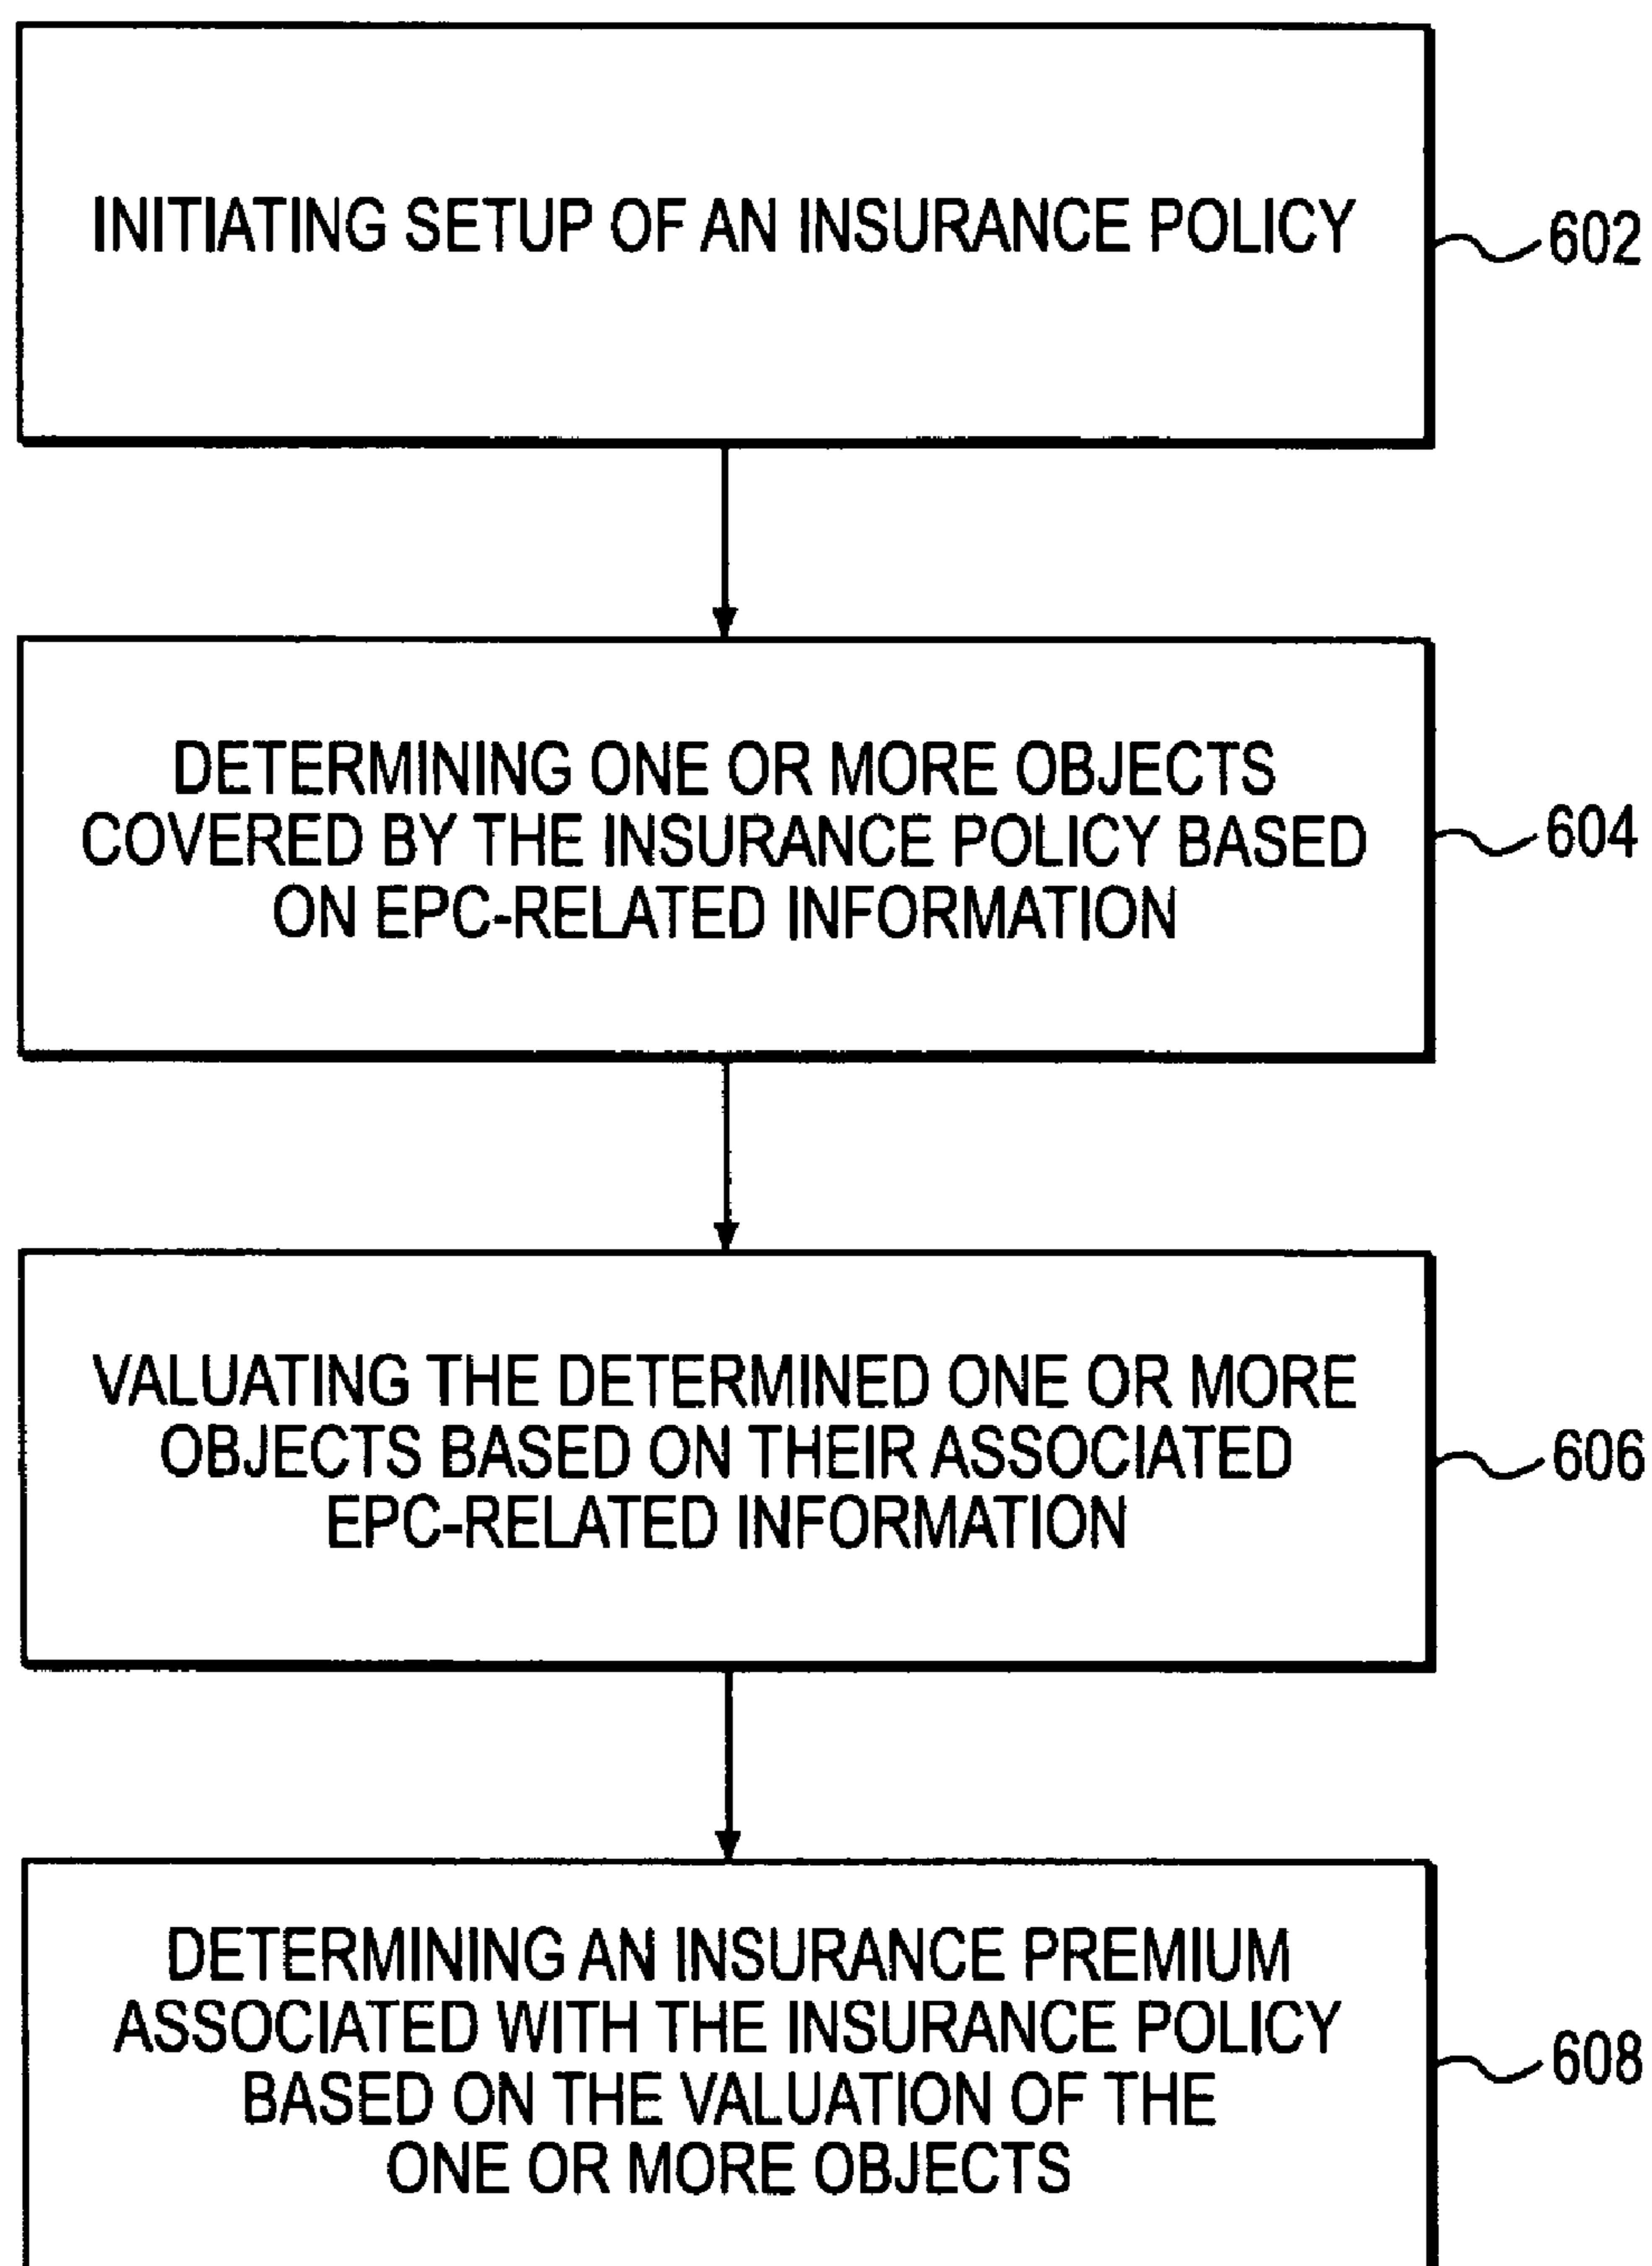 INITIATING SETUP OF AN INSURANCE POLICY
602
DETERMINING ONE OR MORE OBJECTS
COVERED BY THE INSURANCE POLICY BASED
ON EPC-RELATED INFORMATION
604
VALUATING THE DETERMINED ONE OR MORE
OBJECTS BASED ON THEIR ASSOCIATED
EPC-RELATED INFORMATION
606
DETERMINING AN INSURANCE PREMIUM
ASSOCIATED WITH THE INSURANCE POLICY
BASED ON THE VALUATION OF THE
ONE OR MORE OBJECTS
608